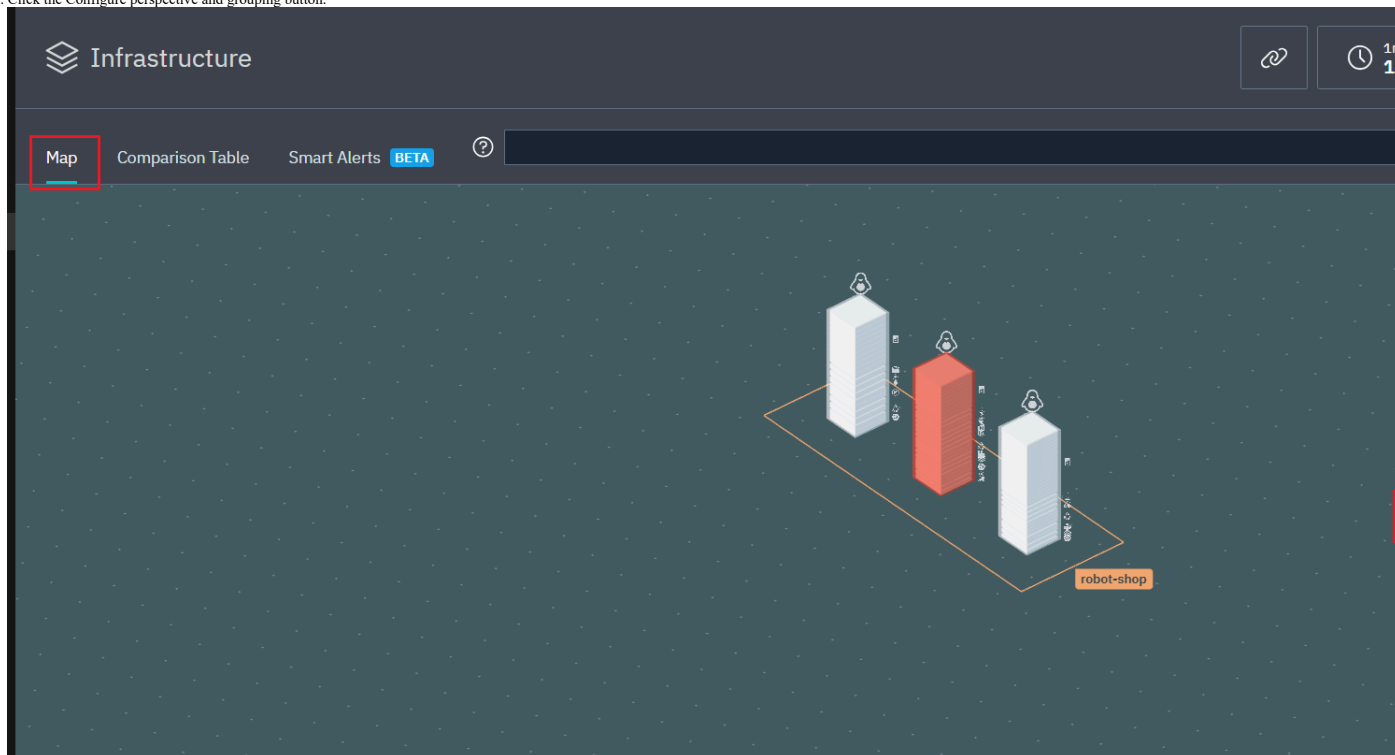 . Click the Configure perspective and grouping button.
Infrastructure
Map
Comparison Table
Smart Alerts BETA
?
robot-shop